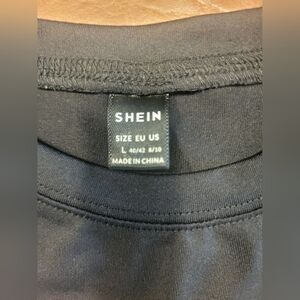 SHEIN
SIZE EU US
L 40/42 8/10
MADE IN CHINA